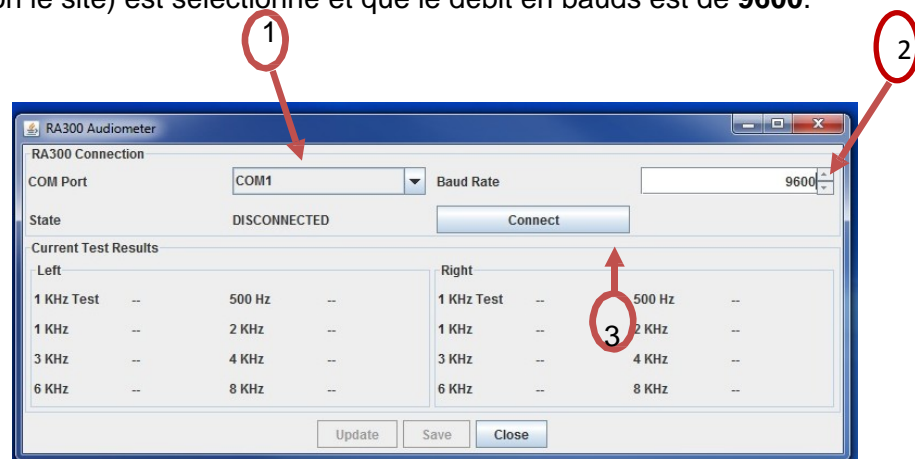 on le site) est sélectionné et que le débit en bauds est de 9600.
1
2
RA300 Audiometer
RA300 Connection
COM Port COM1 Baud Rate 9600
State DISCONNECTED Connect
Current Test Results
Left Right
1 KHz Test -- 500 Hz -- 1 KHz Test -- 500 Hz --
1 KHz -- 2 KHz -- 1 KHz -- 2 KHz --
3
3 KHz -- 4 KHz -- 3 KHz -- 4 KHz --
6 KHz -- 8 KHz -- 6 KHz -- 8 KHz --
Update Save Close